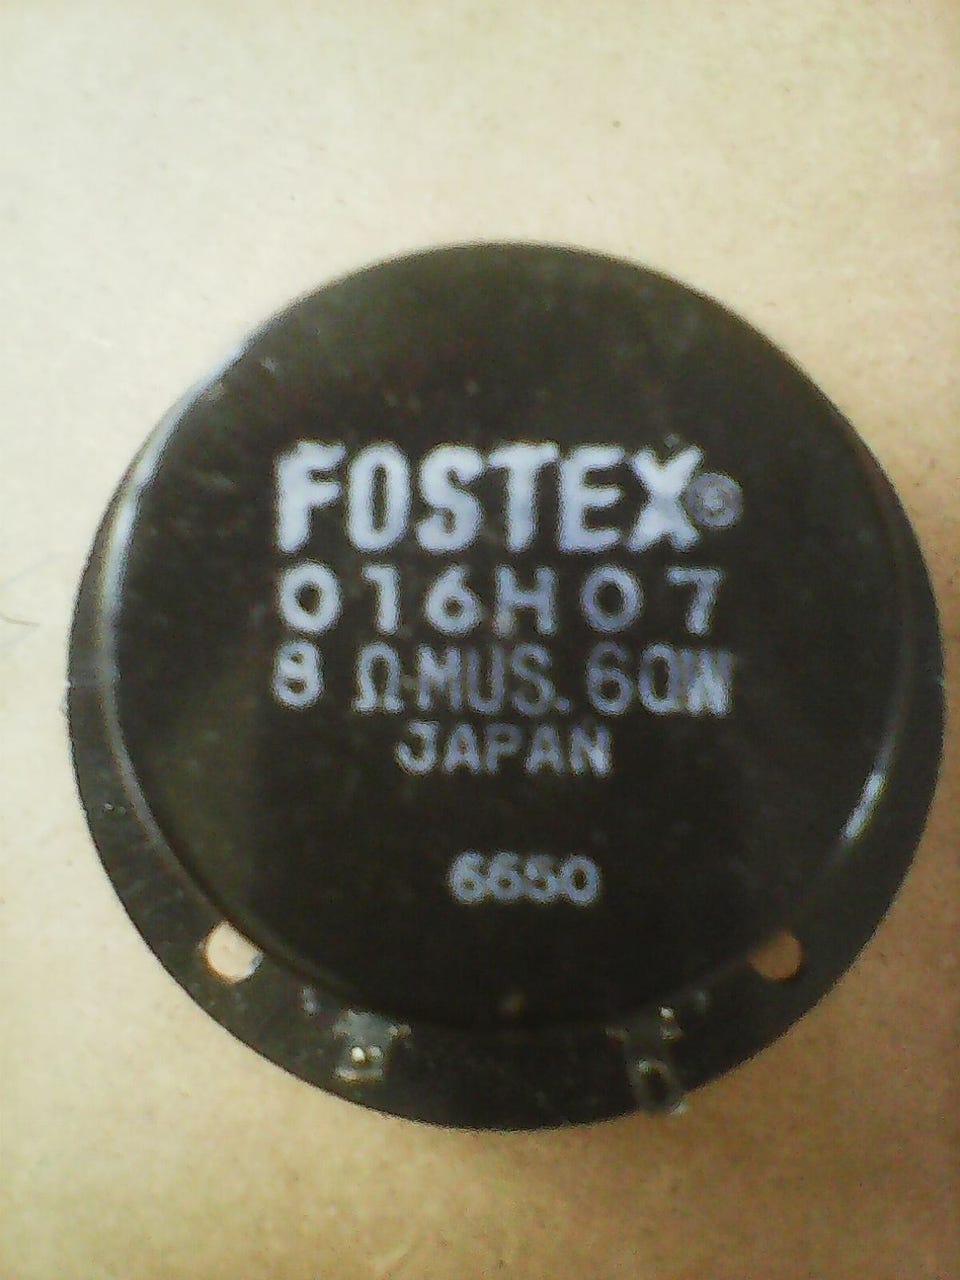 FOSTEX®
016H07
8 Ω MUS. 60W
JAPAN
6650